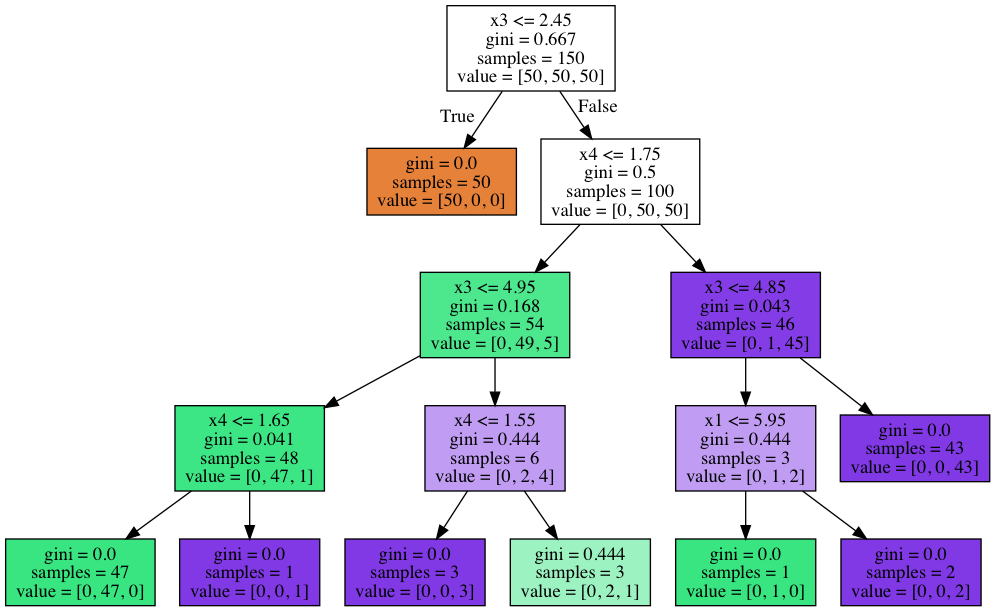 x3 <= 2.45
gini = 0.667
samples = 150
value = [50, 50, 50]
True
False
gini = 0.0
samples = 50
value = [50, 0, 0]
x4 <= 1.75
gini = 0.5
samples = 100
value = [0, 50, 50]
x3 <= 4.95
gini = 0.168
samples = 54
value = [0, 49, 5]
x3 <= 4.85
gini = 0.043
samples = 46
value = [0, 1, 45]
x4 <= 1.65
gini = 0.041
samples = 48
value = [0, 47, 1]
x4 <= 1.55
gini = 0.444
samples = 6
value = [0, 2, 4]
x1 <= 5.95
gini = 0.444
samples = 3
value = [0, 1, 2]
gini = 0.0
samples = 43
value = [0, 0, 43]
gini = 0.0
samples = 47
value = [0, 47, 0]
gini = 0.0
samples = 1
value = [0, 0, 1]
gini = 0.0
samples = 3
value = [0, 0, 3]
gini = 0.444
samples = 3
value = [0, 2, 1]
gini = 0.0
samples = 1
value = [0, 1, 0]
gini = 0.0
samples = 2
value = [0, 0, 2]